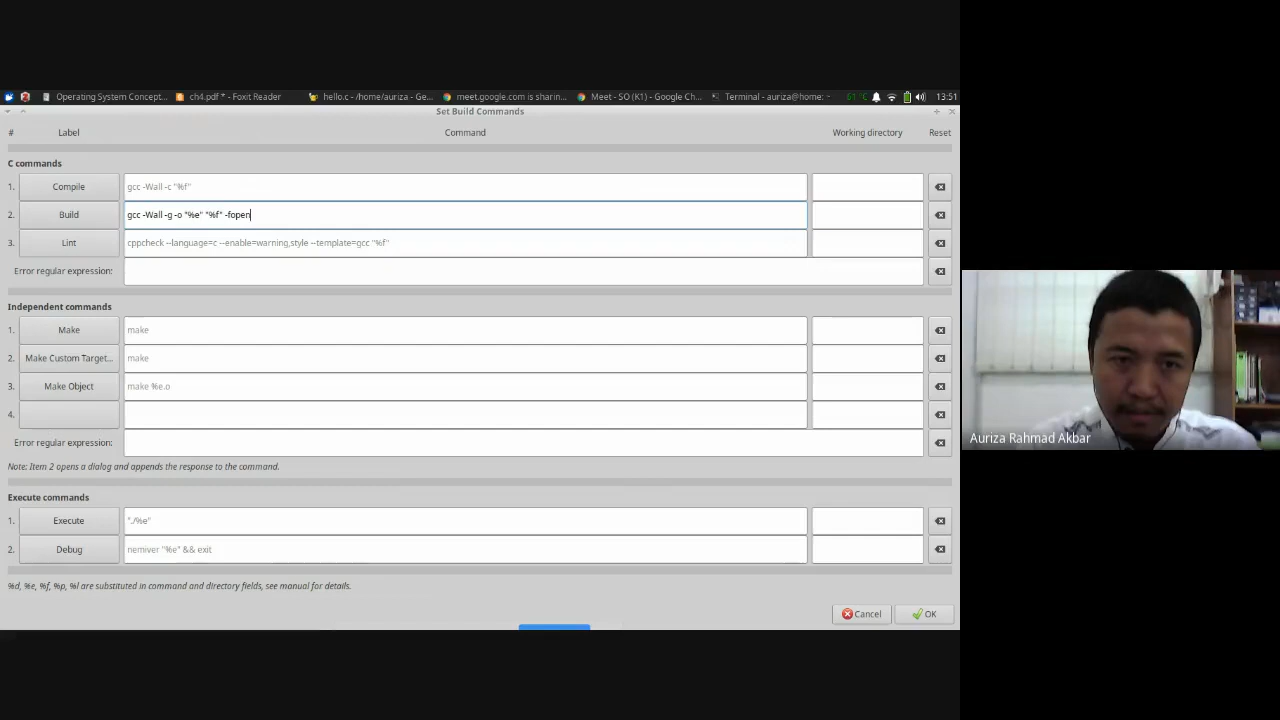 Operating System Concept... ch4.pdf * - Foxit Reader hello.c - /home/auriza - Ge... meet.google.com is sharin... Meet - SO (K1) - Google Ch... Terminal - auriza@home: ~ 61 °C 13:51
Set Build Commands
# Label Command Working directory Reset
C commands
1. Compile gcc -Wall -c "%f"
2. Build gcc -Wall -g -o "%e" "%f" -fopen
3. Lint cppcheck --language=c --enable=warning,style --template=gcc "%f"
Error regular expression:
Independent commands
1. Make make
2. Make Custom Target... make
3. Make Object make %e.o
4.
Error regular expression:
Note: Item 2 opens a dialog and appends the response to the command.
Execute commands
1. Execute "./%e"
2. Debug nemiver "%e" && exit
%d, %e, %f, %p, %l are substituted in command and directory fields, see manual for details.
Cancel OK
Auriza Rahmad Akbar